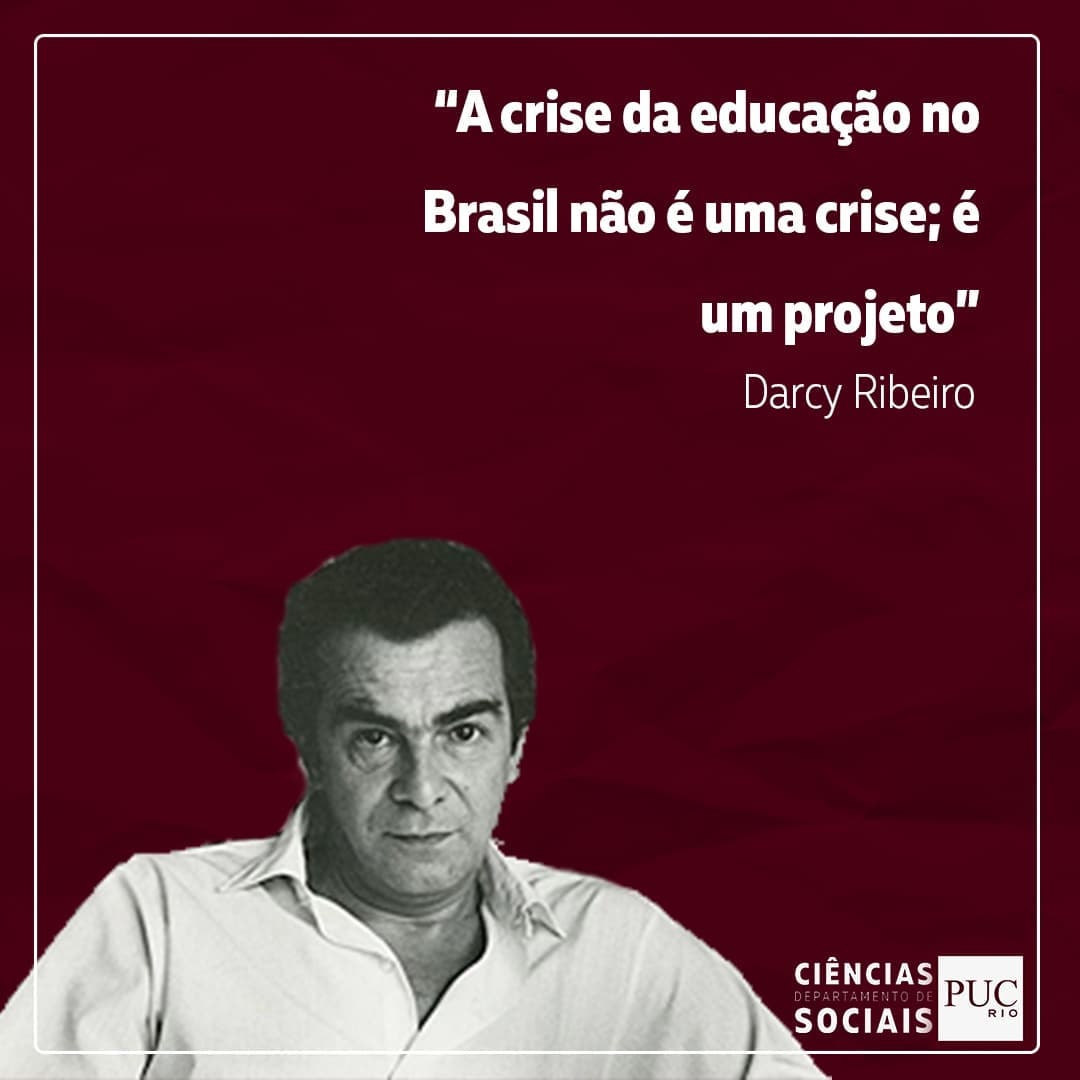 “A crise da educação no
Brasil não é uma crise; é
um projeto”
Darcy Ribeiro
CIÊNCIAS
DEPARTAMENTO DE
SOCIAIS
PUC
RIO